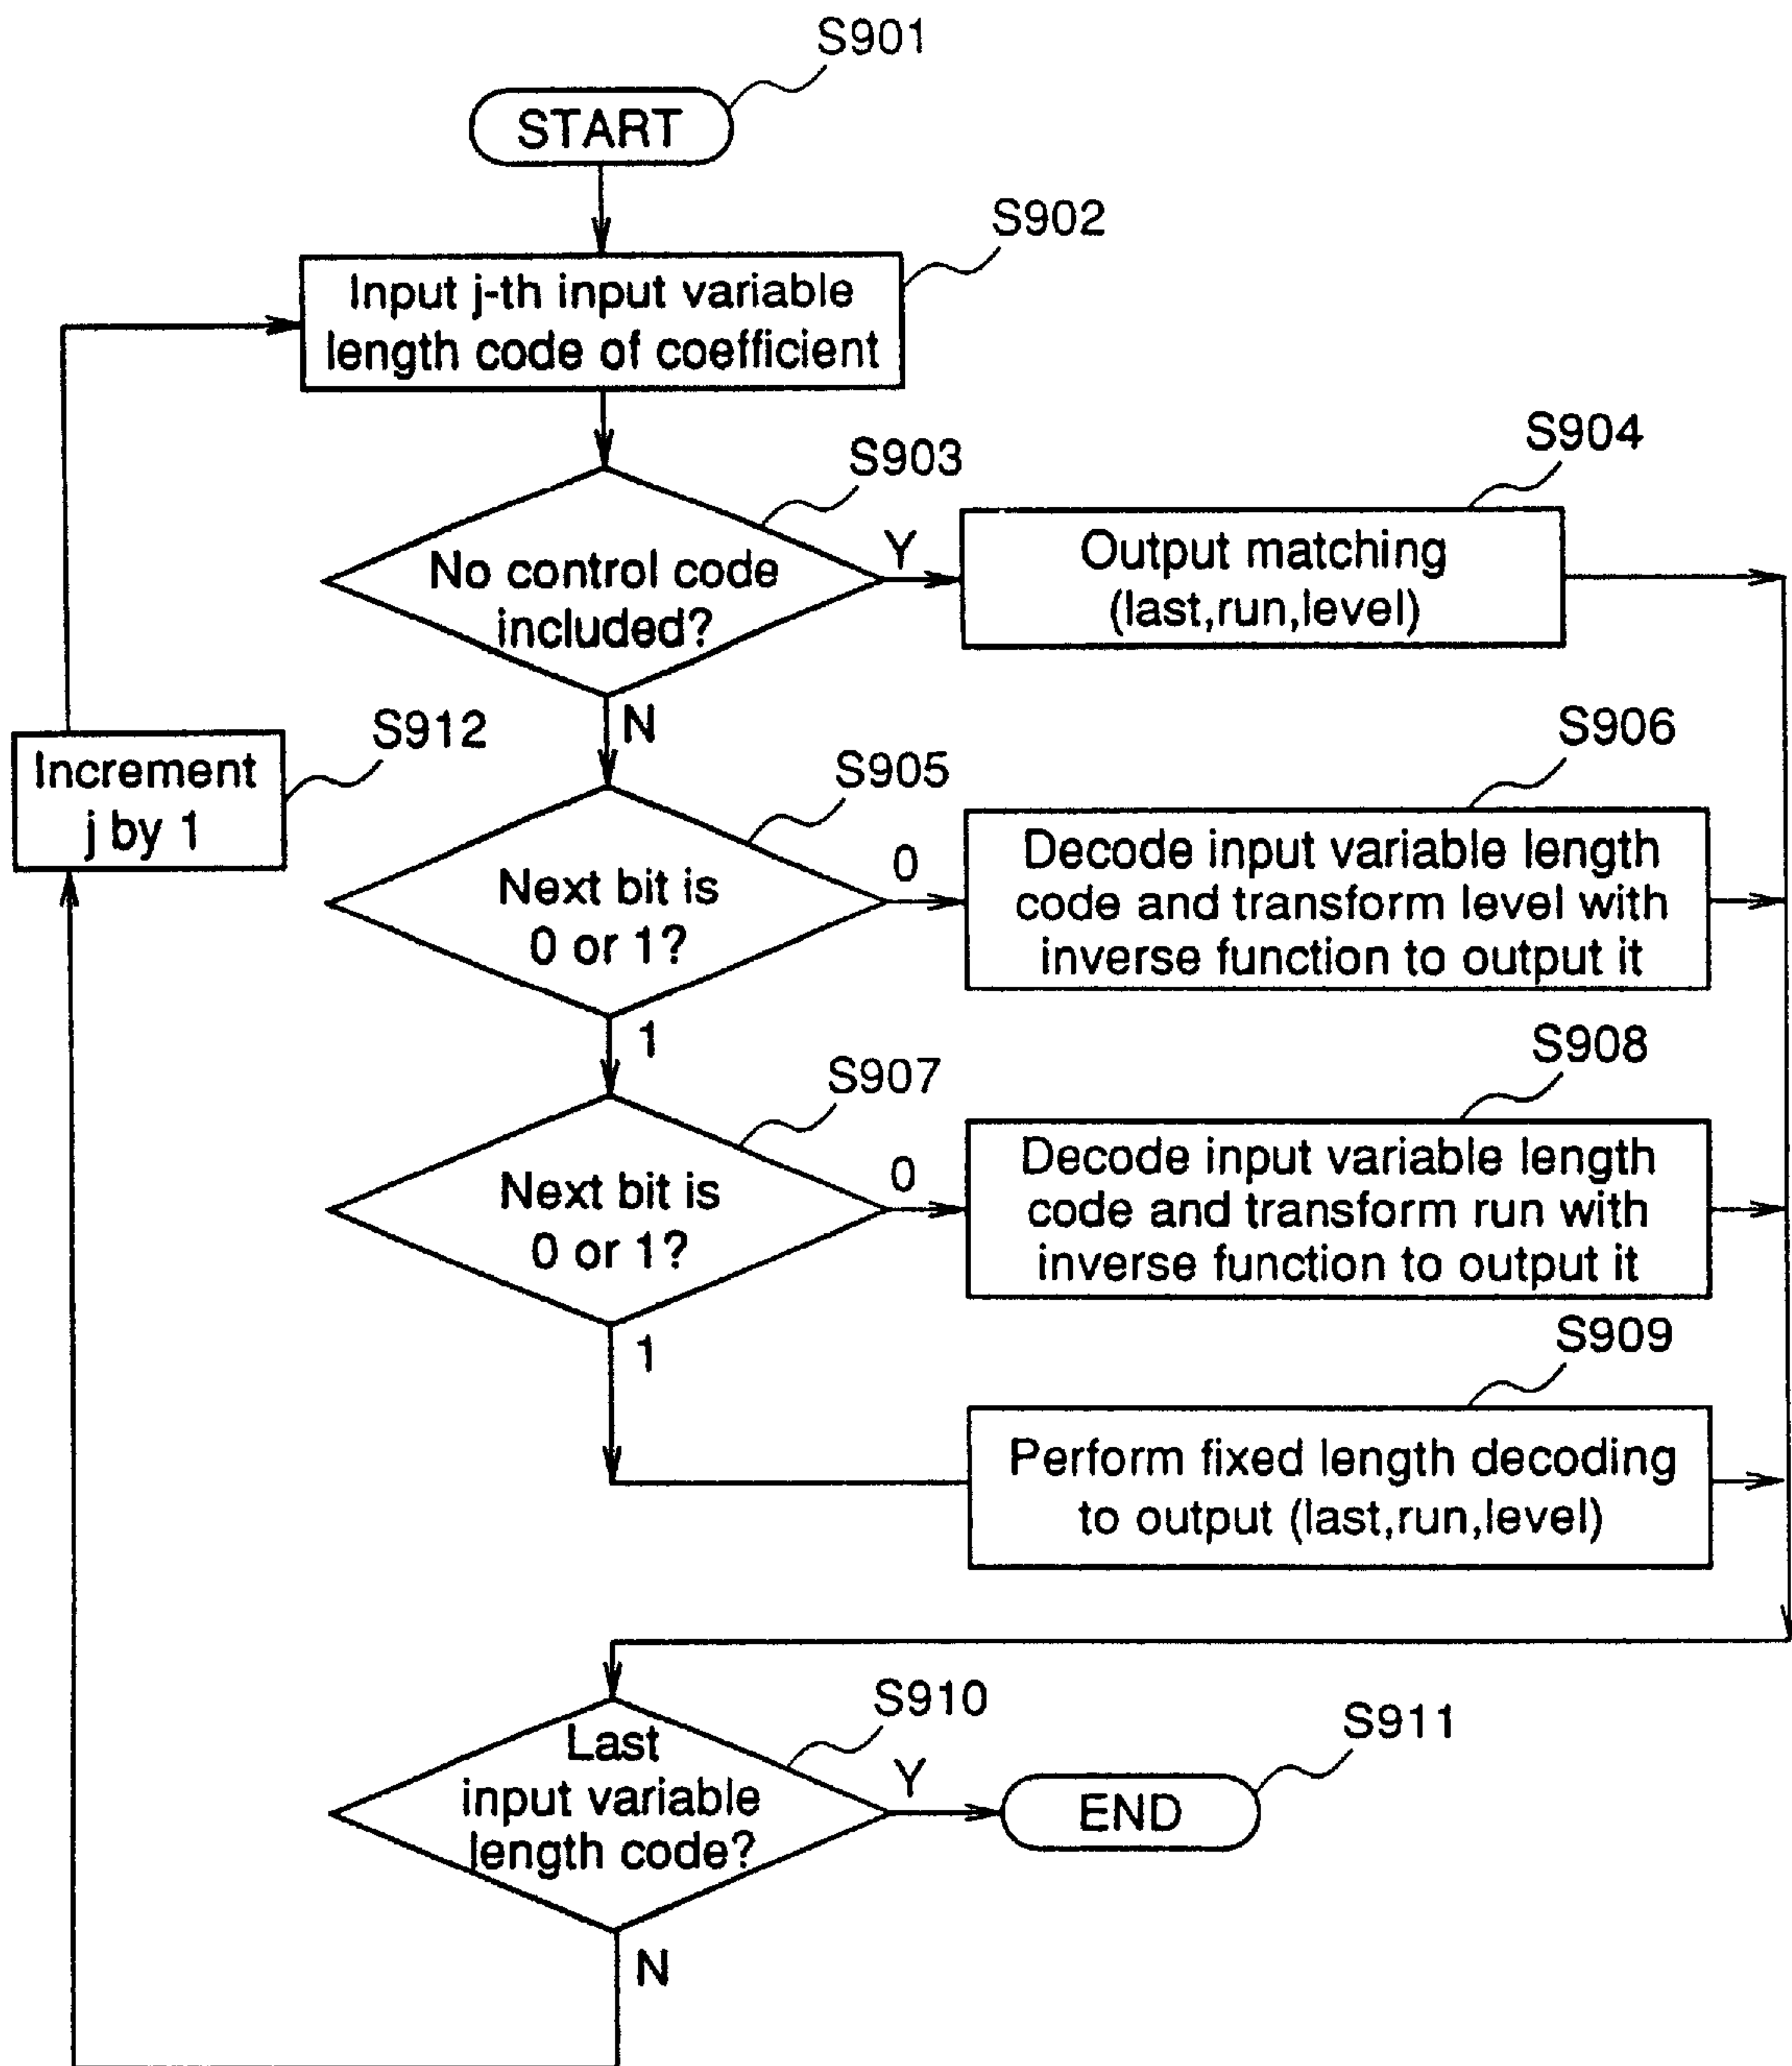 S901
START
S902
Input j-th input variable
length code of coefficient
S903
No control code
included?
Y
N
S904
Output matching
(last,run,level)
S912
Increment
j by 1
S905
Next bit is
0 or 1?
0
1
S906
Decode input variable length
code and transform level with
inverse function to output it
S907
Next bit is
0 or 1?
0
1
S908
Decode input variable length
code and transform run with
inverse function to output it
S909
Perform fixed length decoding
to output (last,run,level)
S910
Last
input variable
length code?
Y
N
S911
END